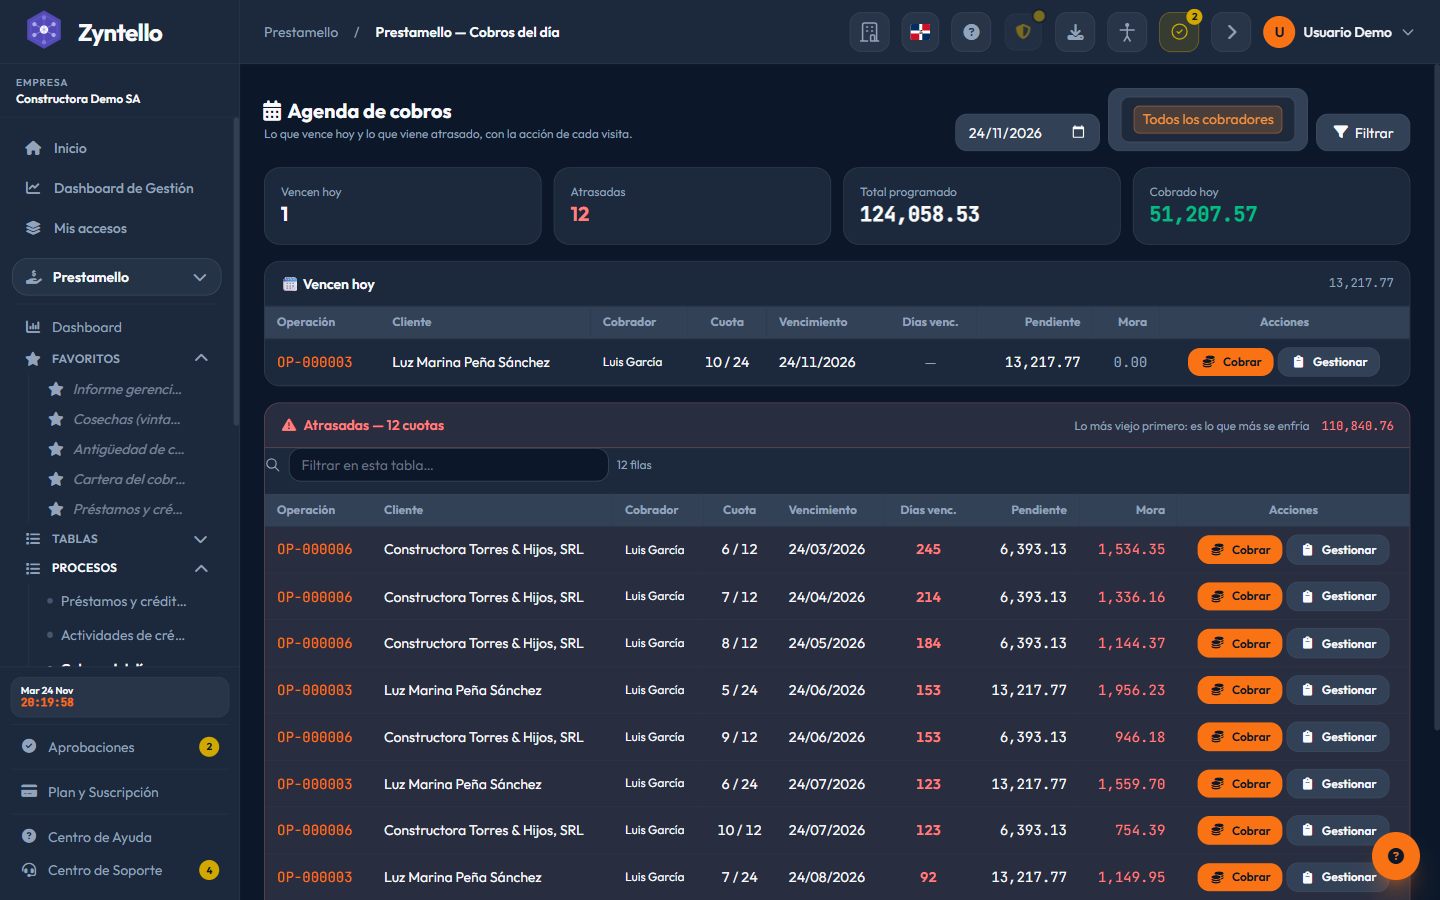 Zyntello
Prestamello / Prestamello — Cobros del día
2
U Usuario Demo
EMPRESA
Constructora Demo SA
Inicio
Dashboard de Gestión
Mis accesos
Prestamello
Dashboard
FAVORITOS
Informe gerenci...
Cosechas (vinta...
Antigüedad de c...
Cartera del cobr...
Préstamos y cré...
TABLAS
PROCESOS
Préstamos y crédit...
Actividades de cré...
Mar 24 Nov
20:19:58
Aprobaciones 2
Plan y Suscripción
Centro de Ayuda
Centro de Soporte 4
Agenda de cobros
Lo que vence hoy y lo que viene atrasado, con la acción de cada visita.
24/11/2026
Todos los cobradores
Filtrar
Vencen hoy
1
Atrasadas
12
Total programado
124,058.53
Cobrado hoy
51,207.57
Vencen hoy 13,217.77
Operación Cliente Cobrador Cuota Vencimiento Días venc. Pendiente Mora Acciones
OP-000003 Luz Marina Peña Sánchez Luis García 10 / 24 24/11/2026 — 13,217.77 0.00 Cobrar Gestionar
Atrasadas — 12 cuotas Lo más viejo primero: es lo que más se enfría 110,840.76
Filtrar en esta tabla... 12 filas
Operación Cliente Cobrador Cuota Vencimiento Días venc. Pendiente Mora Acciones
OP-000006 Constructora Torres & Hijos, SRL Luis García 6 / 12 24/03/2026 245 6,393.13 1,534.35 Cobrar Gestionar
OP-000006 Constructora Torres & Hijos, SRL Luis García 7 / 12 24/04/2026 214 6,393.13 1,336.16 Cobrar Gestionar
OP-000006 Constructora Torres & Hijos, SRL Luis García 8 / 12 24/05/2026 184 6,393.13 1,144.37 Cobrar Gestionar
OP-000003 Luz Marina Peña Sánchez Luis García 5 / 24 24/06/2026 153 13,217.77 1,956.23 Cobrar Gestionar
OP-000006 Constructora Torres & Hijos, SRL Luis García 9 / 12 24/06/2026 153 6,393.13 946.18 Cobrar Gestionar
OP-000003 Luz Marina Peña Sánchez Luis García 6 / 24 24/07/2026 123 13,217.77 1,559.70 Cobrar Gestionar
OP-000006 Constructora Torres & Hijos, SRL Luis García 10 / 12 24/07/2026 123 6,393.13 754.39 Cobrar Gestionar
OP-000003 Luz Marina Peña Sánchez Luis García 7 / 24 24/08/2026 92 13,217.77 1,149.95 Cobrar Gestionar